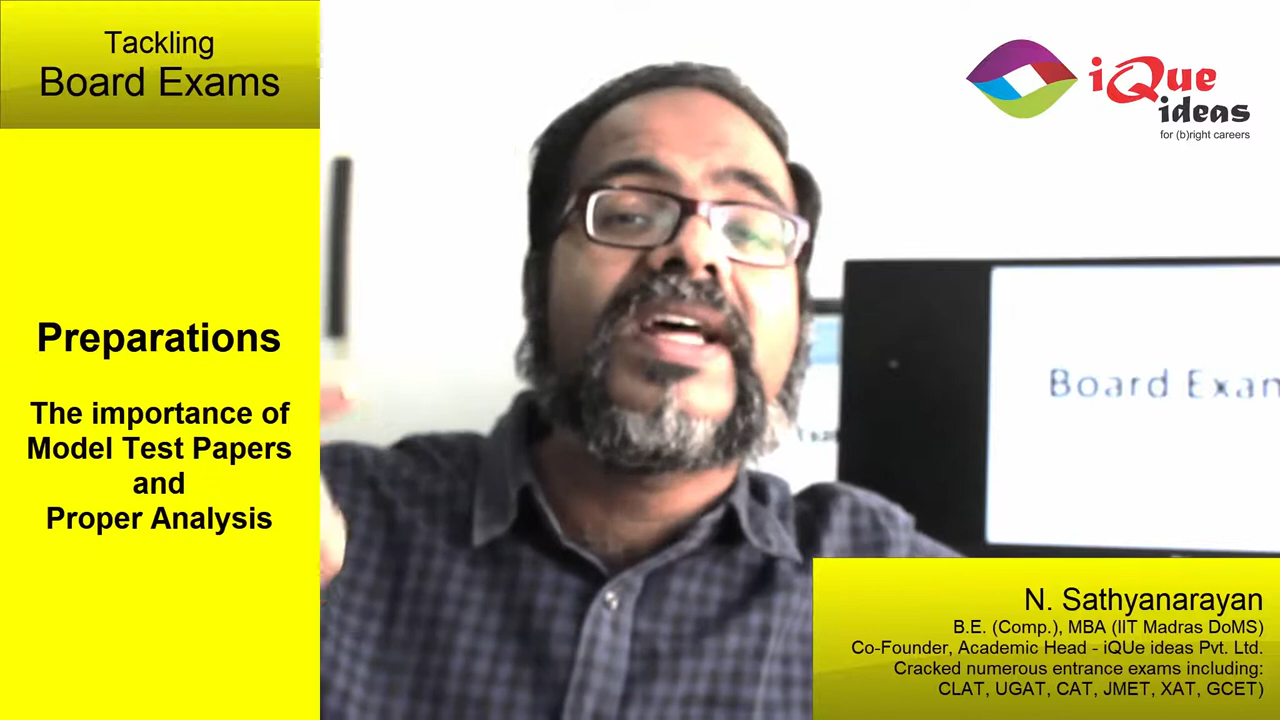 Tackling
Board Exams
iQue
ideas
for (b)right careers
Preparations
The importance of
Model Test Papers
and
Proper Analysis
Board Exan
N. Sathyanarayan
B.E. (Comp.), MBA (IIT Madras DoMS)
Co-Founder, Academic Head - iQUe ideas Pvt. Ltd.
Cracked numerous entrance exams including:
CLAT, UGAT, CAT, JMET, XAT, GCET)